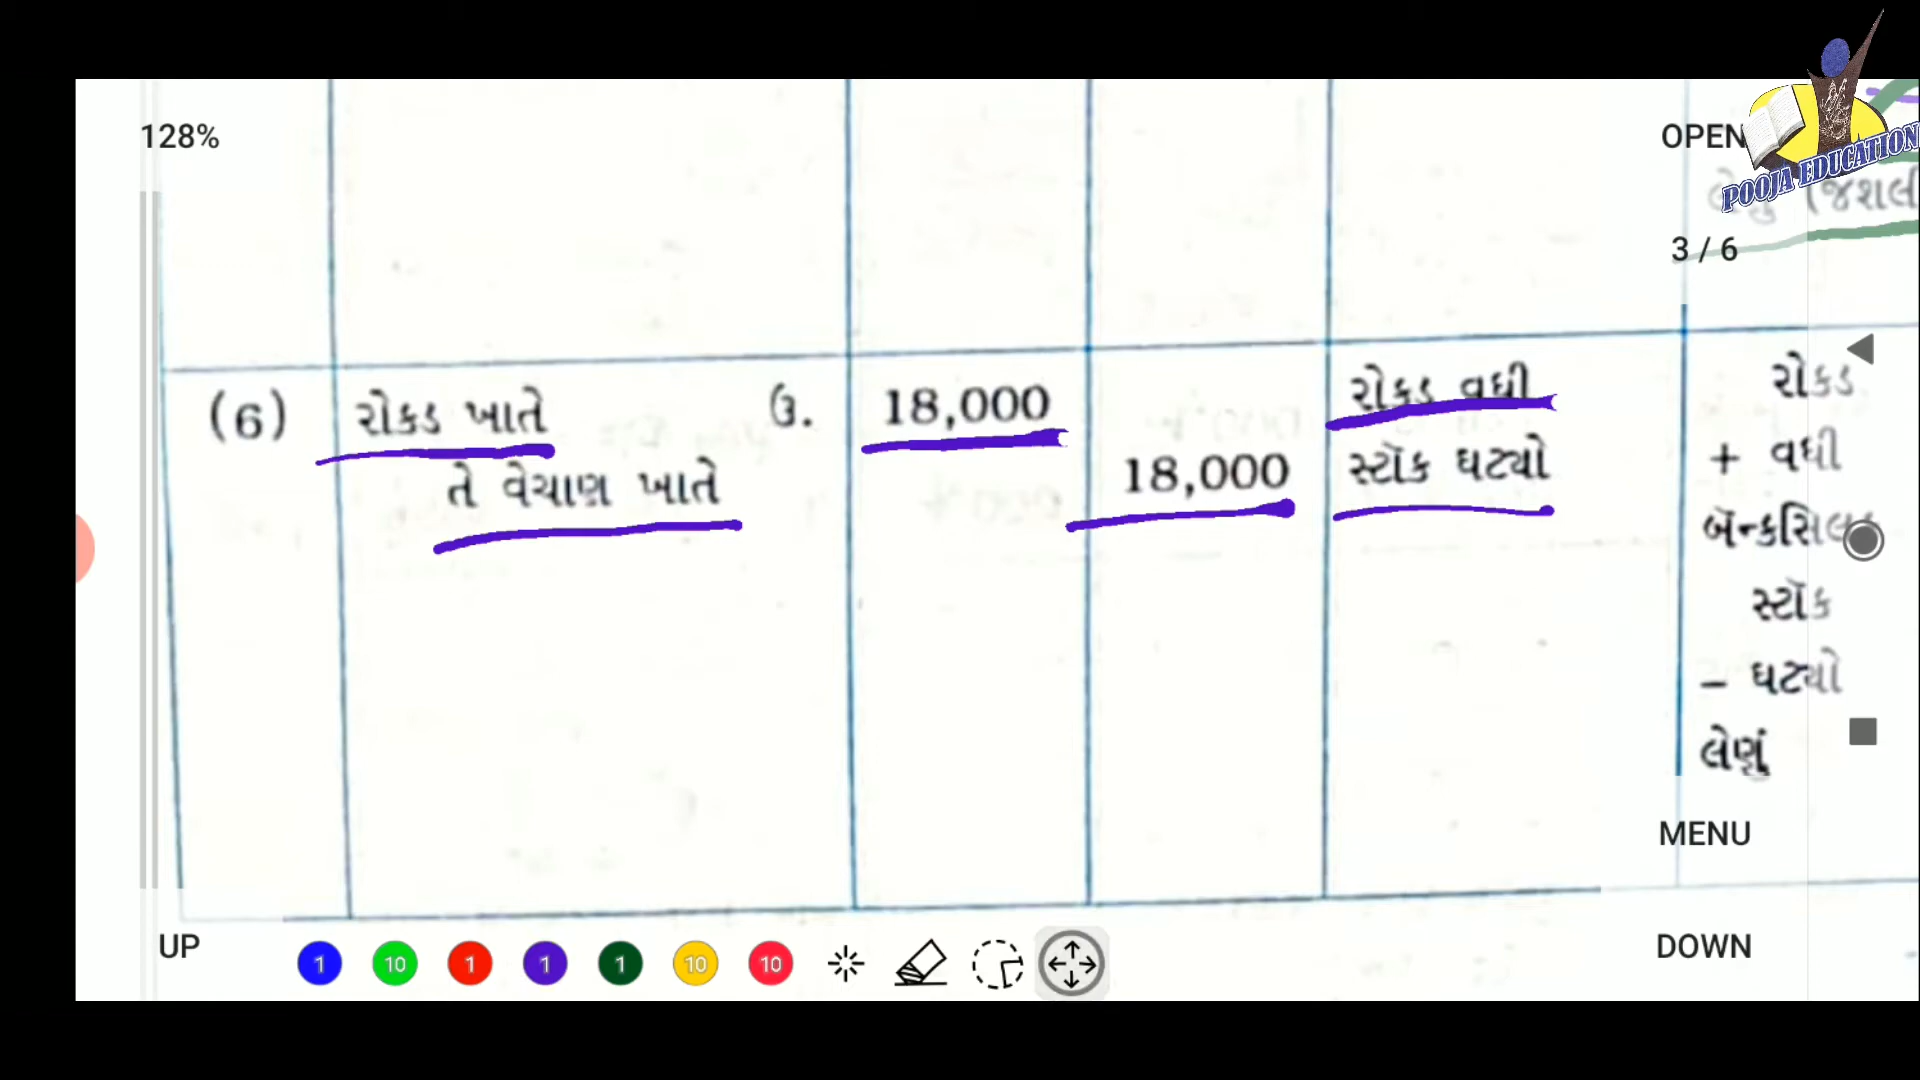 128%
OPEN
POOJA EDUCATION
(જશલી
3 / 6
(6) રોકડ ખાતે ઉ. 18,000 રોકડ વધી રોકડ
તે વેચાણ ખાતે 18,000 સ્ટૉક ઘટ્યો + વધી
બૅન્કસિલક
સ્ટૉક
– ઘટ્યો
લેણું
MENU
UP
1 10 1 1 1 10 10
DOWN